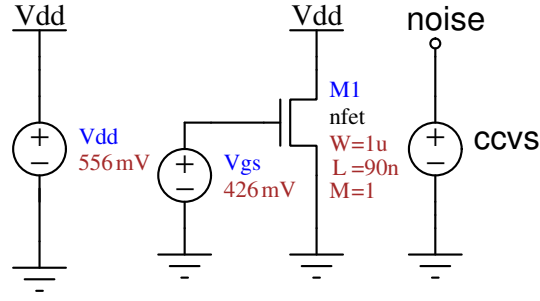 Vdd
Vdd
556mV
Vgs
426mV
Vdd
M1
nfet
W=1u
L=90n
M=1
noise
ccvs